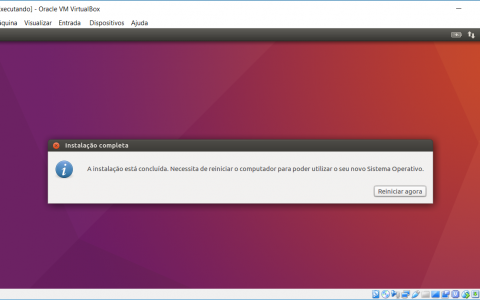 executando] - Oracle VM VirtualBox
áquina Visualizar Entrada Dispositivos Ajuda
Instalação completa
A instalação está concluída. Necessita de reiniciar o computador para poder utilizar o seu novo Sistema Operativo.
Reiniciar agora